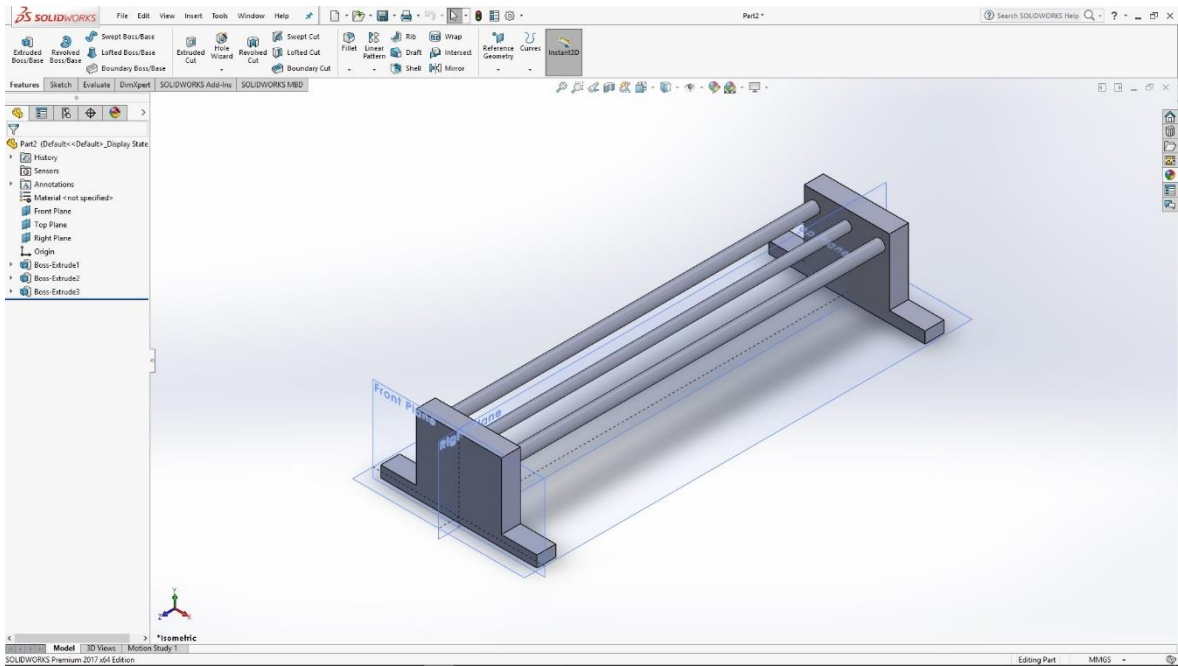 SOLIDWORKS File Edit View Insert Tools Window Help Part2 * Search SOLIDWORKS Help
Extruded Boss/Base Revolved Boss/Base Swept Boss/Base Lofted Boss/Base Boundary Boss/Base Extruded Cut Hole Wizard Revolved Cut Swept Cut Lofted Cut Boundary Cut Fillet Linear Pattern Rib Draft Shell Wrap Intersect Mirror Reference Geometry Curves Instant3D
Features Sketch Evaluate DimXpert SOLIDWORKS Add-Ins SOLIDWORKS MBD
Part2 (Default<<Default>_Display State
History
Sensors
Annotations
Material <not specified>
Front Plane
Top Plane
Right Plane
Origin
Boss-Extrude1
Boss-Extrude2
Boss-Extrude3
Front Plane
*Isometric
Model 3D Views Motion Study 1
SOLIDWORKS Premium 2017 x64 Edition Editing Part MMGS